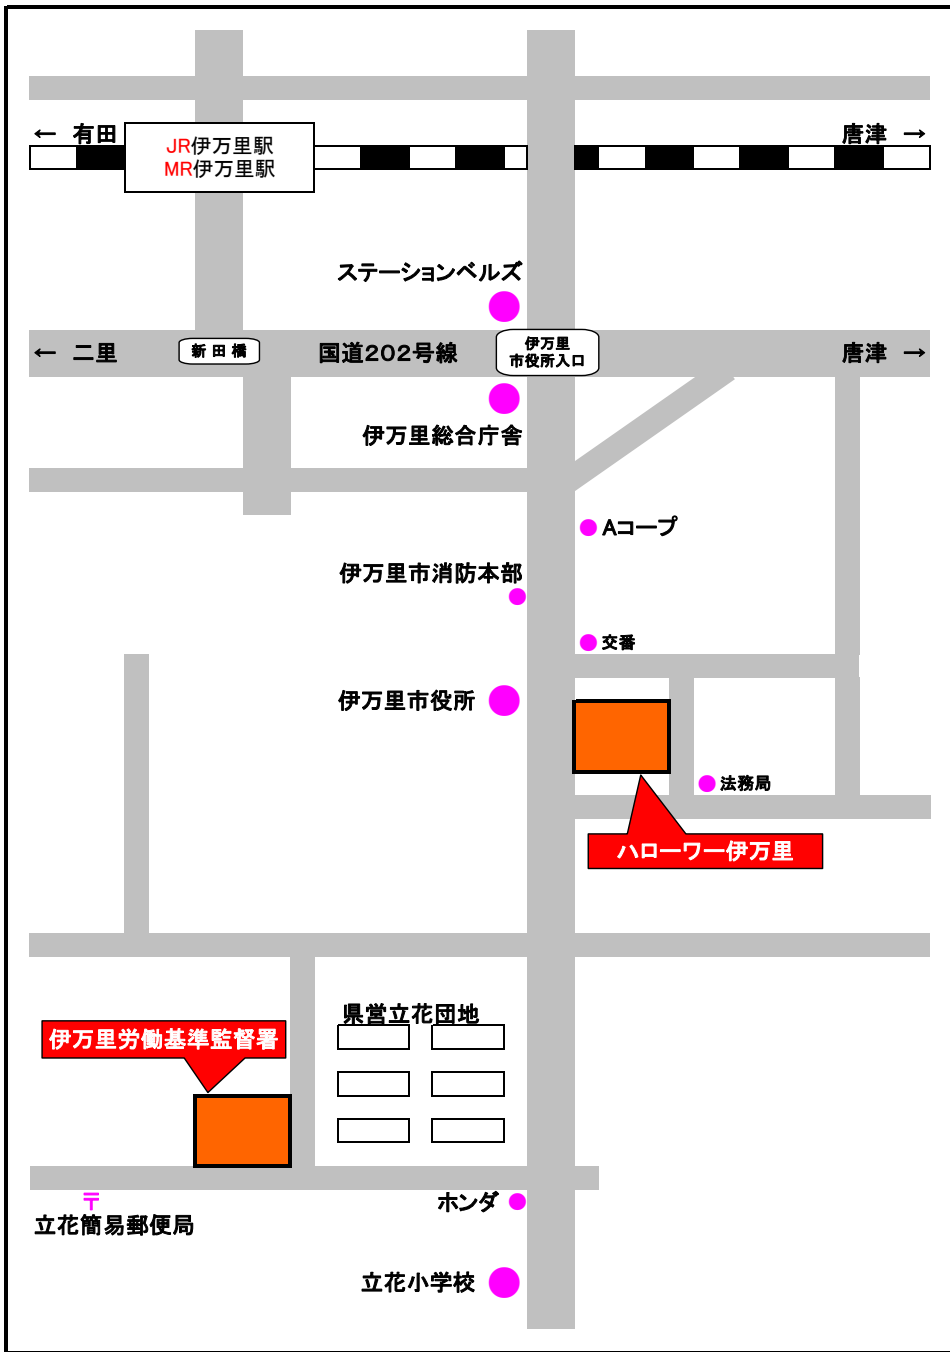 ← 有田
唐津 →
JR伊万里駅
MR伊万里駅
ステーションベルズ
← 二里
新田橋
国道202号線
伊万里
市役所入口
唐津 →
伊万里総合庁舎
Aコープ
伊万里市消防本部
交番
伊万里市役所
法務局
ハローワー伊万里
県営立花団地
伊万里労働基準監督署
〒
ホンダ
立花簡易郵便局
立花小学校